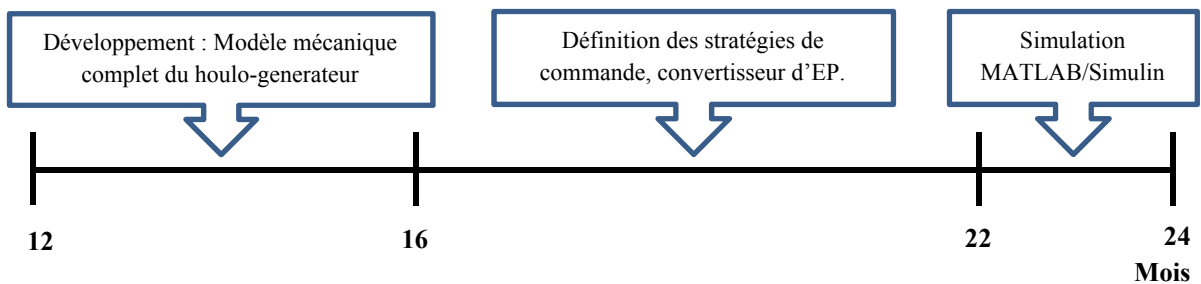 Développement : Modèle mécanique
complet du houlo-generateur
Définition des stratégies de
commande, convertisseur d'EP.
Simulation
MATLAB/Simulin
12
16
22
24
Mois